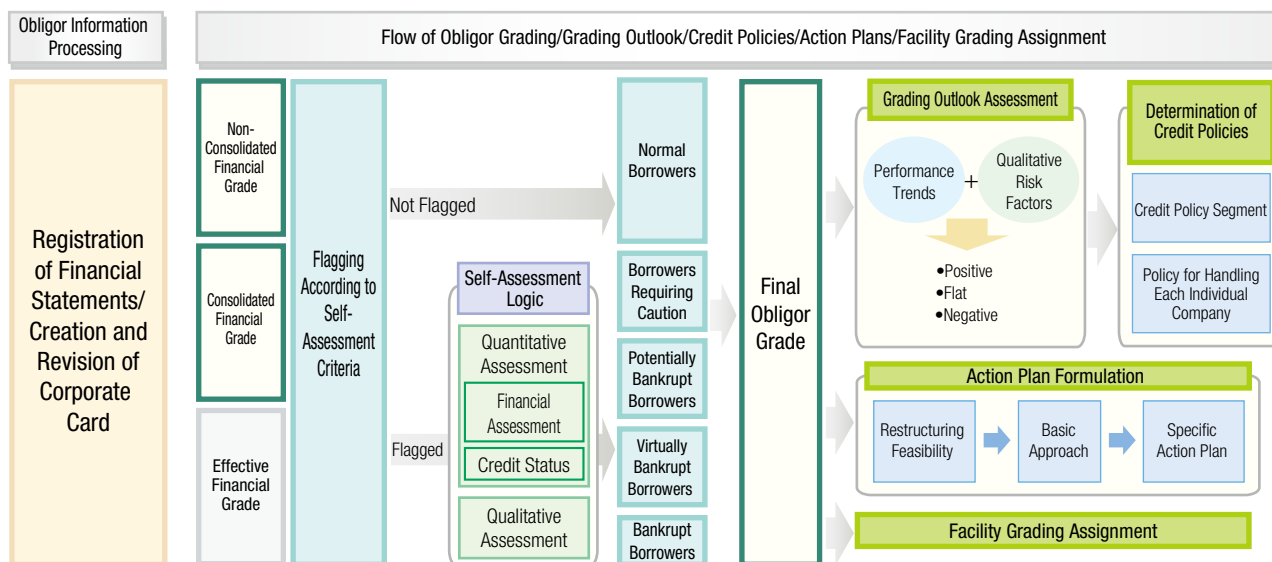 Obligor Information
Processing
Flow of Obligor Grading/Grading Outlook/Credit Policies/Action Plans/Facility Grading Assignment
Registration
of Financial
Statements/
Creation and
Revision of
Corporate
Card
Non-
Consolidated
Financial
Grade
Consolidated
Financial
Grade
Effective
Financial
Grade
Flagging
According to
Self-
Assessment
Criteria
Not Flagged
Flagged
Self-Assessment
Logic
Quantitative
Assessment
Financial
Assessment
Credit Status
Qualitative
Assessment
Normal
Borrowers
Borrowers
Requiring
Caution
Potentially
Bankrupt
Borrowers
Virtually
Bankrupt
Borrowers
Bankrupt
Borrowers
Final
Obligor
Grade
Grading Outlook Assessment
Performance
Trends
+
Qualitative
Risk
Factors
•Positive
•Flat
•Negative
Determination of
Credit Policies
Credit Policy Segment
Policy for Handling
Each Individual
Company
Action Plan Formulation
Restructuring
Feasibility
Basic
Approach
Specific
Action Plan
Facility Grading Assignment